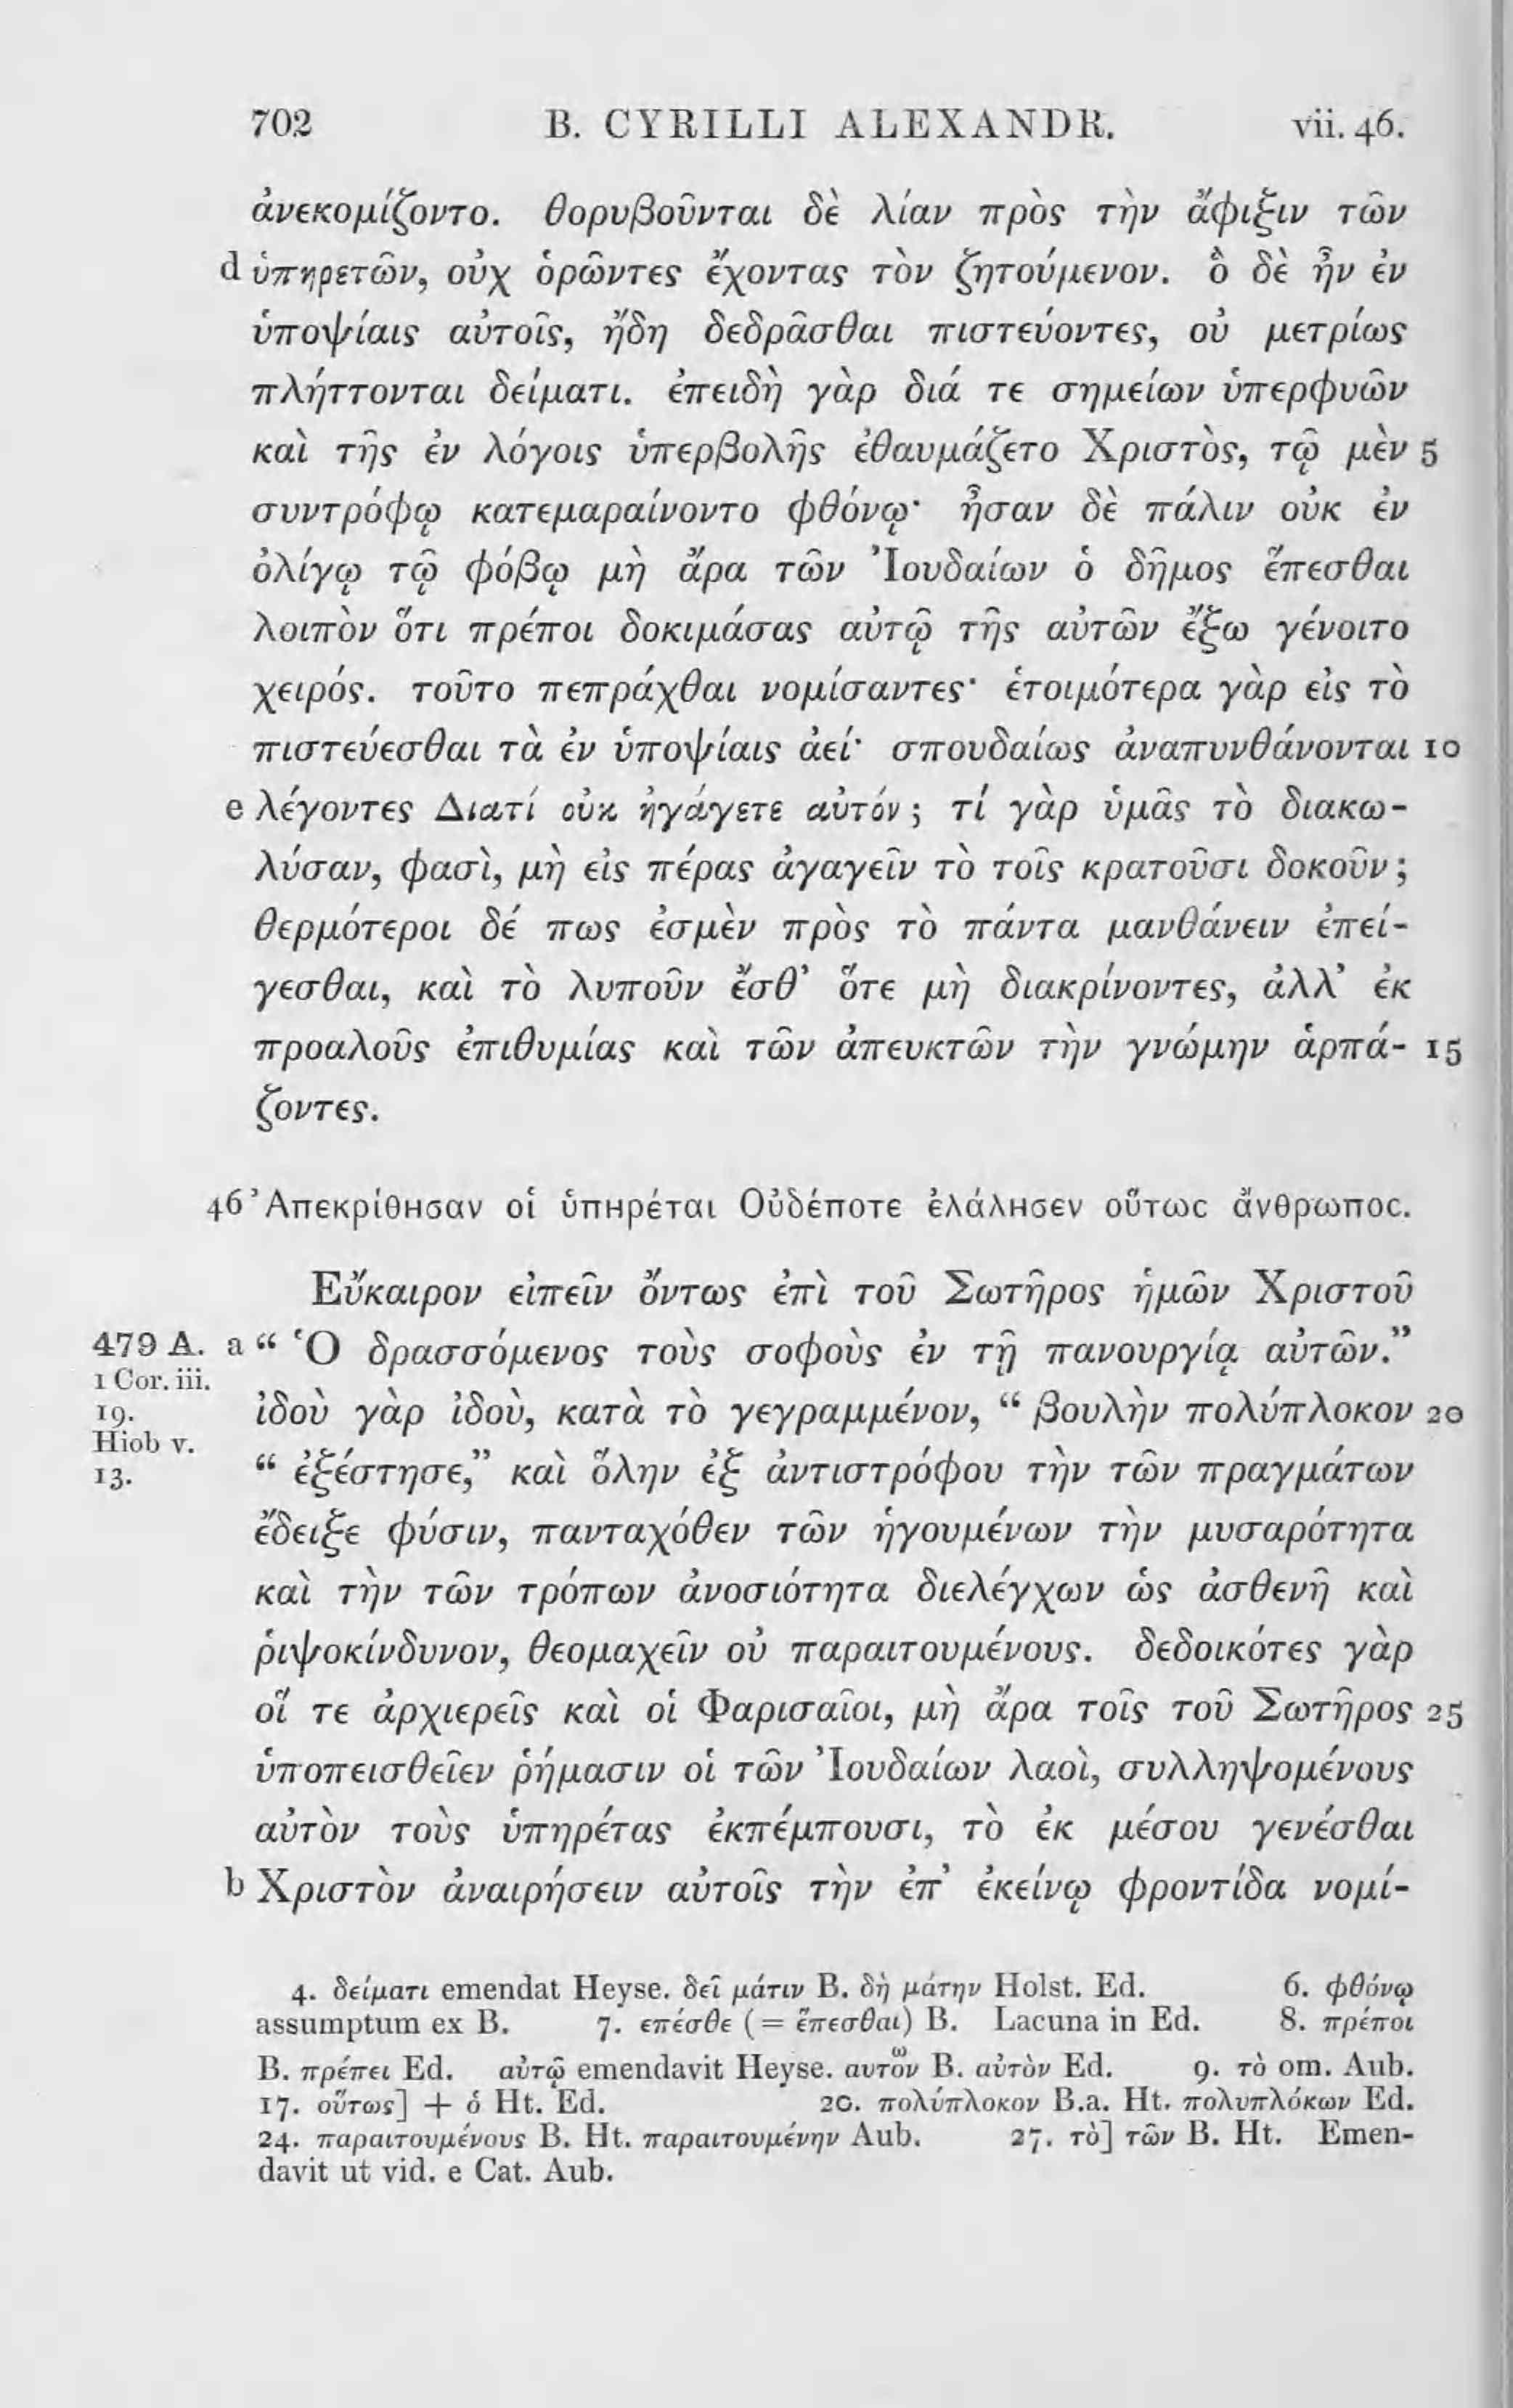 702 B. CYRILLI ALEXANDR. vii. 46.
ἀνεκομίζοντο. θορυβοῦνται δὲ λίαν πρὸς τὴν ἄφιξιν τῶν
d ὑπηρετῶν, οὐχ ὁρῶντες ἔχοντας τὸν ζητούμενον. ὃ δὲ ἦν ἐν
ὑποψίαις αὐτοῖς, ἤδη δεδρᾶσθαι πιστεύοντες, οὐ μετρίως
πλήττονται δείματι. ἐπειδὴ γὰρ διά τε σημείων ὑπερφυῶν
καὶ τῆς ἐν λόγοις ὑπερβολῆς ἐθαυμάζετο Χριστὸς, τῷ μὲν 5
συντρόφῳ κατεμαραίνοντο φθόνῳ· ἦσαν δὲ πάλιν οὐκ ἐν
ὀλίγῳ τῷ φόβῳ μὴ ἄρα τῶν Ἰουδαίων ὁ δῆμος ἕπεσθαι
λοιπὸν ὅτι πρέποι δοκιμάσας αὐτῷ τῆς αὐτῶν ἔξω γένοιτο
χειρός. τοῦτο πεπράχθαι νομίσαντες· ἑτοιμότερα γὰρ εἰς τὸ
πιστεύεσθαι τὰ ἐν ὑποψίαις ἀεί· σπουδαίως ἀναπυνθάνονται 10
e λέγοντες Διατί οὐκ ἠγάγετε αὐτόν; τί γὰρ ὑμᾶς τὸ διακω-
λύσαν, φασὶ, μὴ εἰς πέρας ἀγαγεῖν τὸ τοῖς κρατοῦσι δοκοῦν;
θερμότεροι δέ πως ἐσμὲν πρὸς τὸ πάντα μανθάνειν ἐπεί-
γεσθαι, καὶ τὸ λυποῦν ἔσθ' ὅτε μὴ διακρίνοντες, ἀλλ' ἐκ
προαλοῦς ἐπιθυμίας καὶ τῶν ἀπευκτῶν τὴν γνώμην ἁρπά- 15
ζοντες.
46 Ἀπεκρίθησαν οἱ ὑπηρέται Οὐδέποτε ἐλάλησεν οὕτως ἄνθρωπος.
Εὔκαιρον εἰπεῖν ὄντως ἐπὶ τοῦ Σωτῆρος ἡμῶν Χριστοῦ
479 A. a “ Ὁ δρασσόμενος τοὺς σοφοὺς ἐν τῇ πανουργίᾳ αὐτῶν.”
1 Cor. iii.
19. ἰδοὺ γὰρ ἰδοὺ, κατὰ τὸ γεγραμμένον, “ βουλὴν πολύπλοκον 20
Hiob v.
13. “ ἐξέστησε,” καὶ ὅλην ἐξ ἀντιστρόφου τὴν τῶν πραγμάτων
ἔδειξε φύσιν, πανταχόθεν τῶν ἡγουμένων τὴν μυσαρότητα
καὶ τὴν τῶν τρόπων ἀνοσιότητα διελέγχων ὡς ἀσθενῆ καὶ
ῥιψοκίνδυνον, θεομαχεῖν οὐ παραιτουμένους. δεδοικότες γὰρ
οἵ τε ἀρχιερεῖς καὶ οἱ Φαρισαῖοι, μὴ ἄρα τοῖς τοῦ Σωτῆρος 25
ὑποπεισθεῖεν ῥήμασιν οἱ τῶν Ἰουδαίων λαοὶ, συλληψομένους
αὐτὸν τοὺς ὑπηρέτας ἐκπέμπουσι, τὸ ἐκ μέσου γενέσθαι
b Χριστὸν ἀναιρήσειν αὐτοῖς τὴν ἐπ' ἐκείνῳ φροντίδα νομί-
4. δείματι emendat Heyse. δεῖ μάτιν B. δὴ μάτην Holst. Ed. 6. φθόνῳ
assumptum ex B. 7. επέσθε (= ἕπεσθαι) B. Lacuna in Ed. 8. πρέποι
B. πρέπει Ed. αὐτῷ emendavit Heyse. αυτὸν B. αὐτὸν Ed. 9. τὸ om. Aub.
17. οὕτως] + ὁ Ht. Ed. 20. πολύπλοκον B.a. Ht. πολυπλόκων Ed.
24. παραιτουμένους B. Ht. παραιτουμένην Aub. 27. τὸ] τῶν B. Ht. Emen-
davit ut vid. e Cat. Aub.